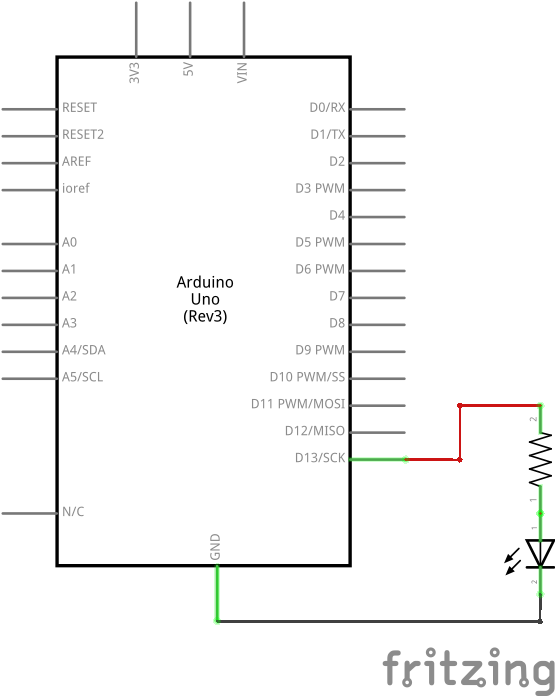 3V3
5V
VIN
RESET
RESET2
AREF
ioref
A0
A1
A2
A3
A4/SDA
A5/SCL
N/C
Arduino
Uno
(Rev3)
D0/RX
D1/TX
D2
D3 PWM
D4
D5 PWM
D6 PWM
D7
D8
D9 PWM
D10 PWM/SS
D11 PWM/MOSI
D12/MISO
D13/SCK
GND
2
1
1
2
fritzing